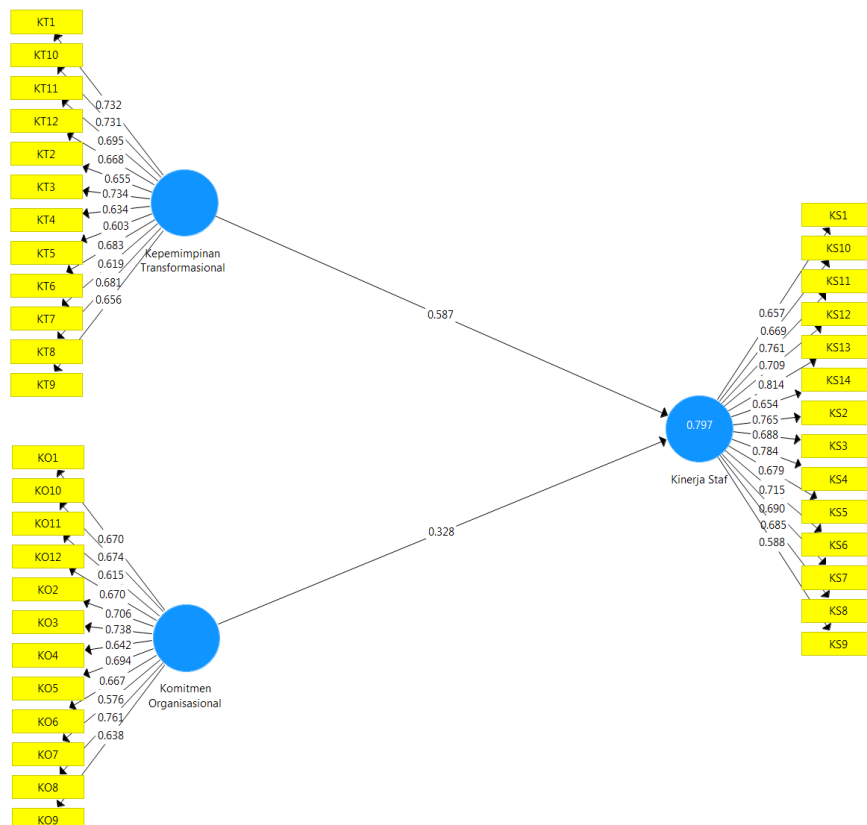 KT1
KT10
KT11
KT12
KT2
KT3
KT4
KT5
KT6
KT7
KT8
KT9
0.732
0.731
0.695
0.668
0.655
0.734
0.634
0.603
0.683
0.619
0.681
0.656
Kepemimpinan
Transformasional
0.587
KO1
KO10
KO11
KO12
KO2
KO3
KO4
KO5
KO6
KO7
KO8
KO9
0.670
0.674
0.615
0.670
0.706
0.738
0.642
0.694
0.667
0.576
0.761
0.638
Komitmen
Organisasional
0.328
0.797
Kinerja Staf
0.657
0.669
0.761
0.709
0.814
0.654
0.765
0.688
0.784
0.679
0.715
0.690
0.685
0.588
KS1
KS10
KS11
KS12
KS13
KS14
KS2
KS3
KS4
KS5
KS6
KS7
KS8
KS9